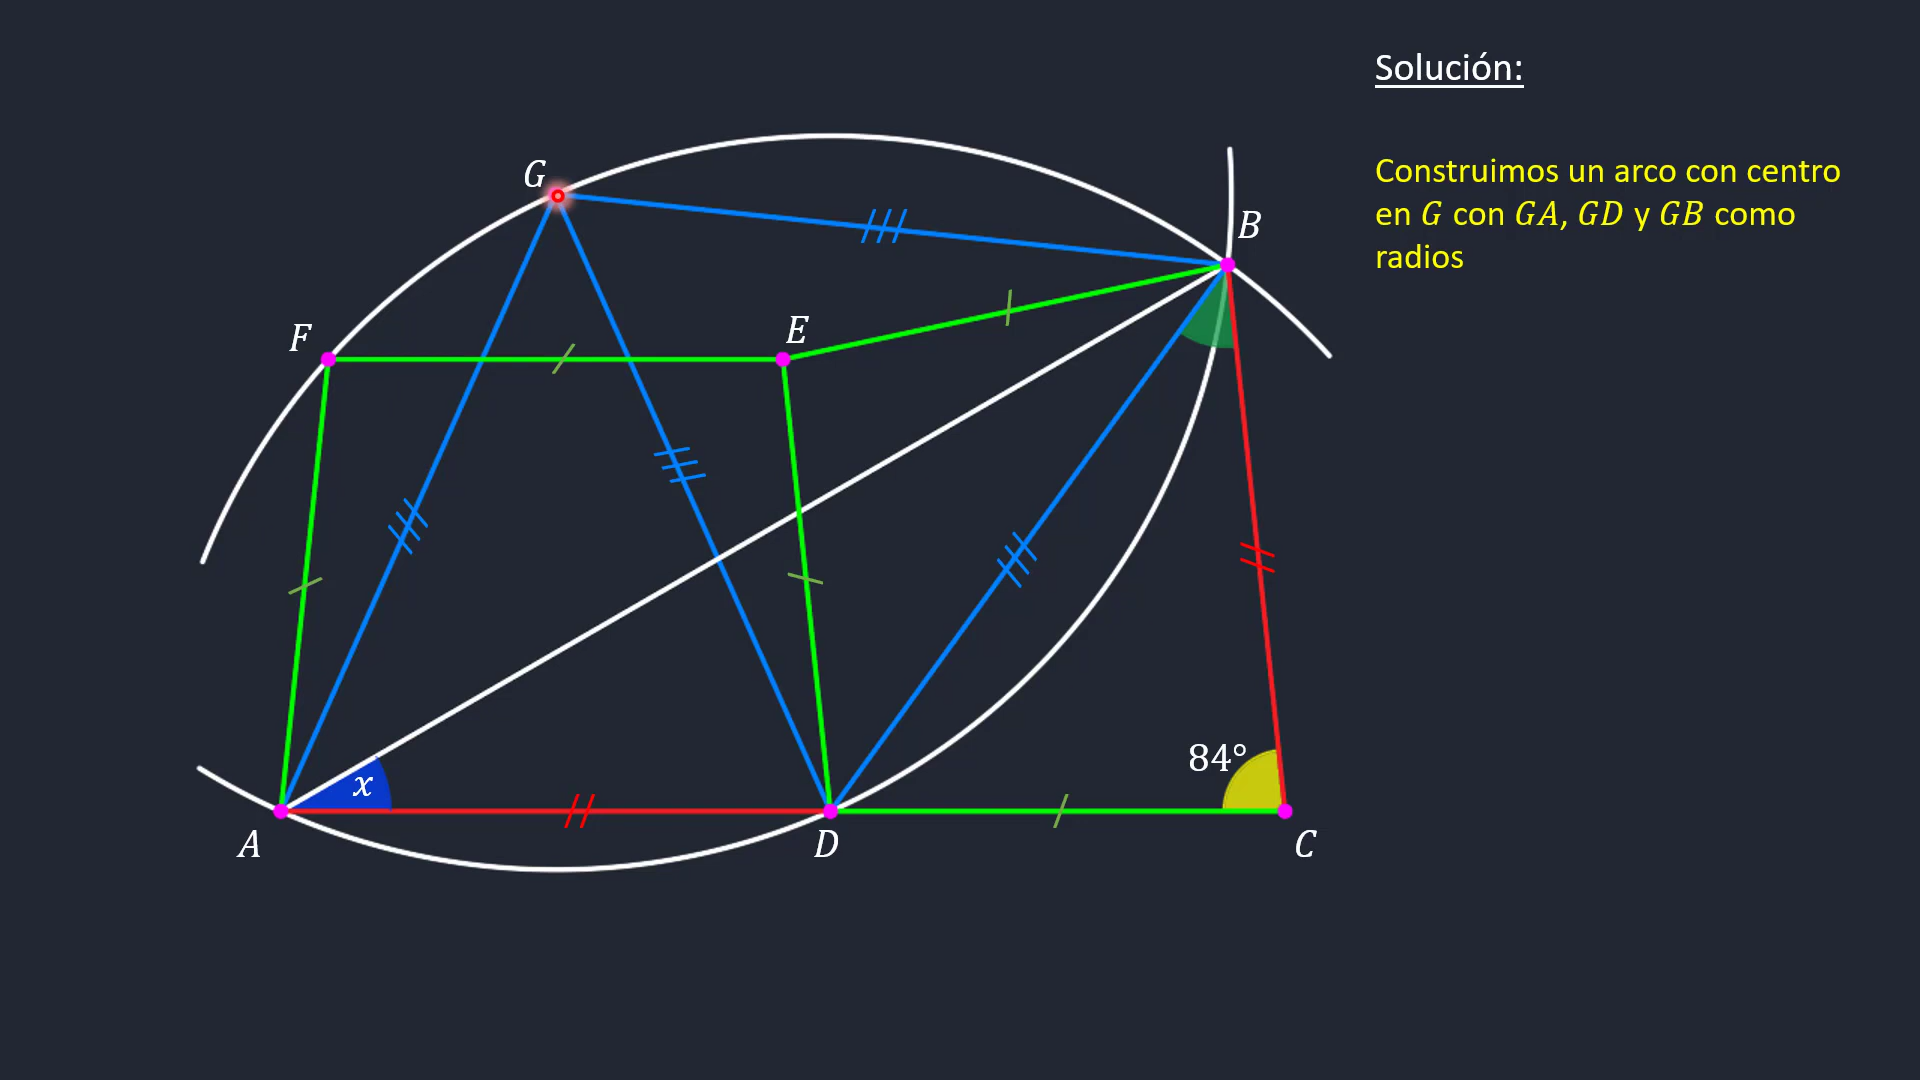 Solución:
Construimos un arco con centro
en G con GA, GD y GB como
radios
G
B
F
E
84°
x
A
D
C